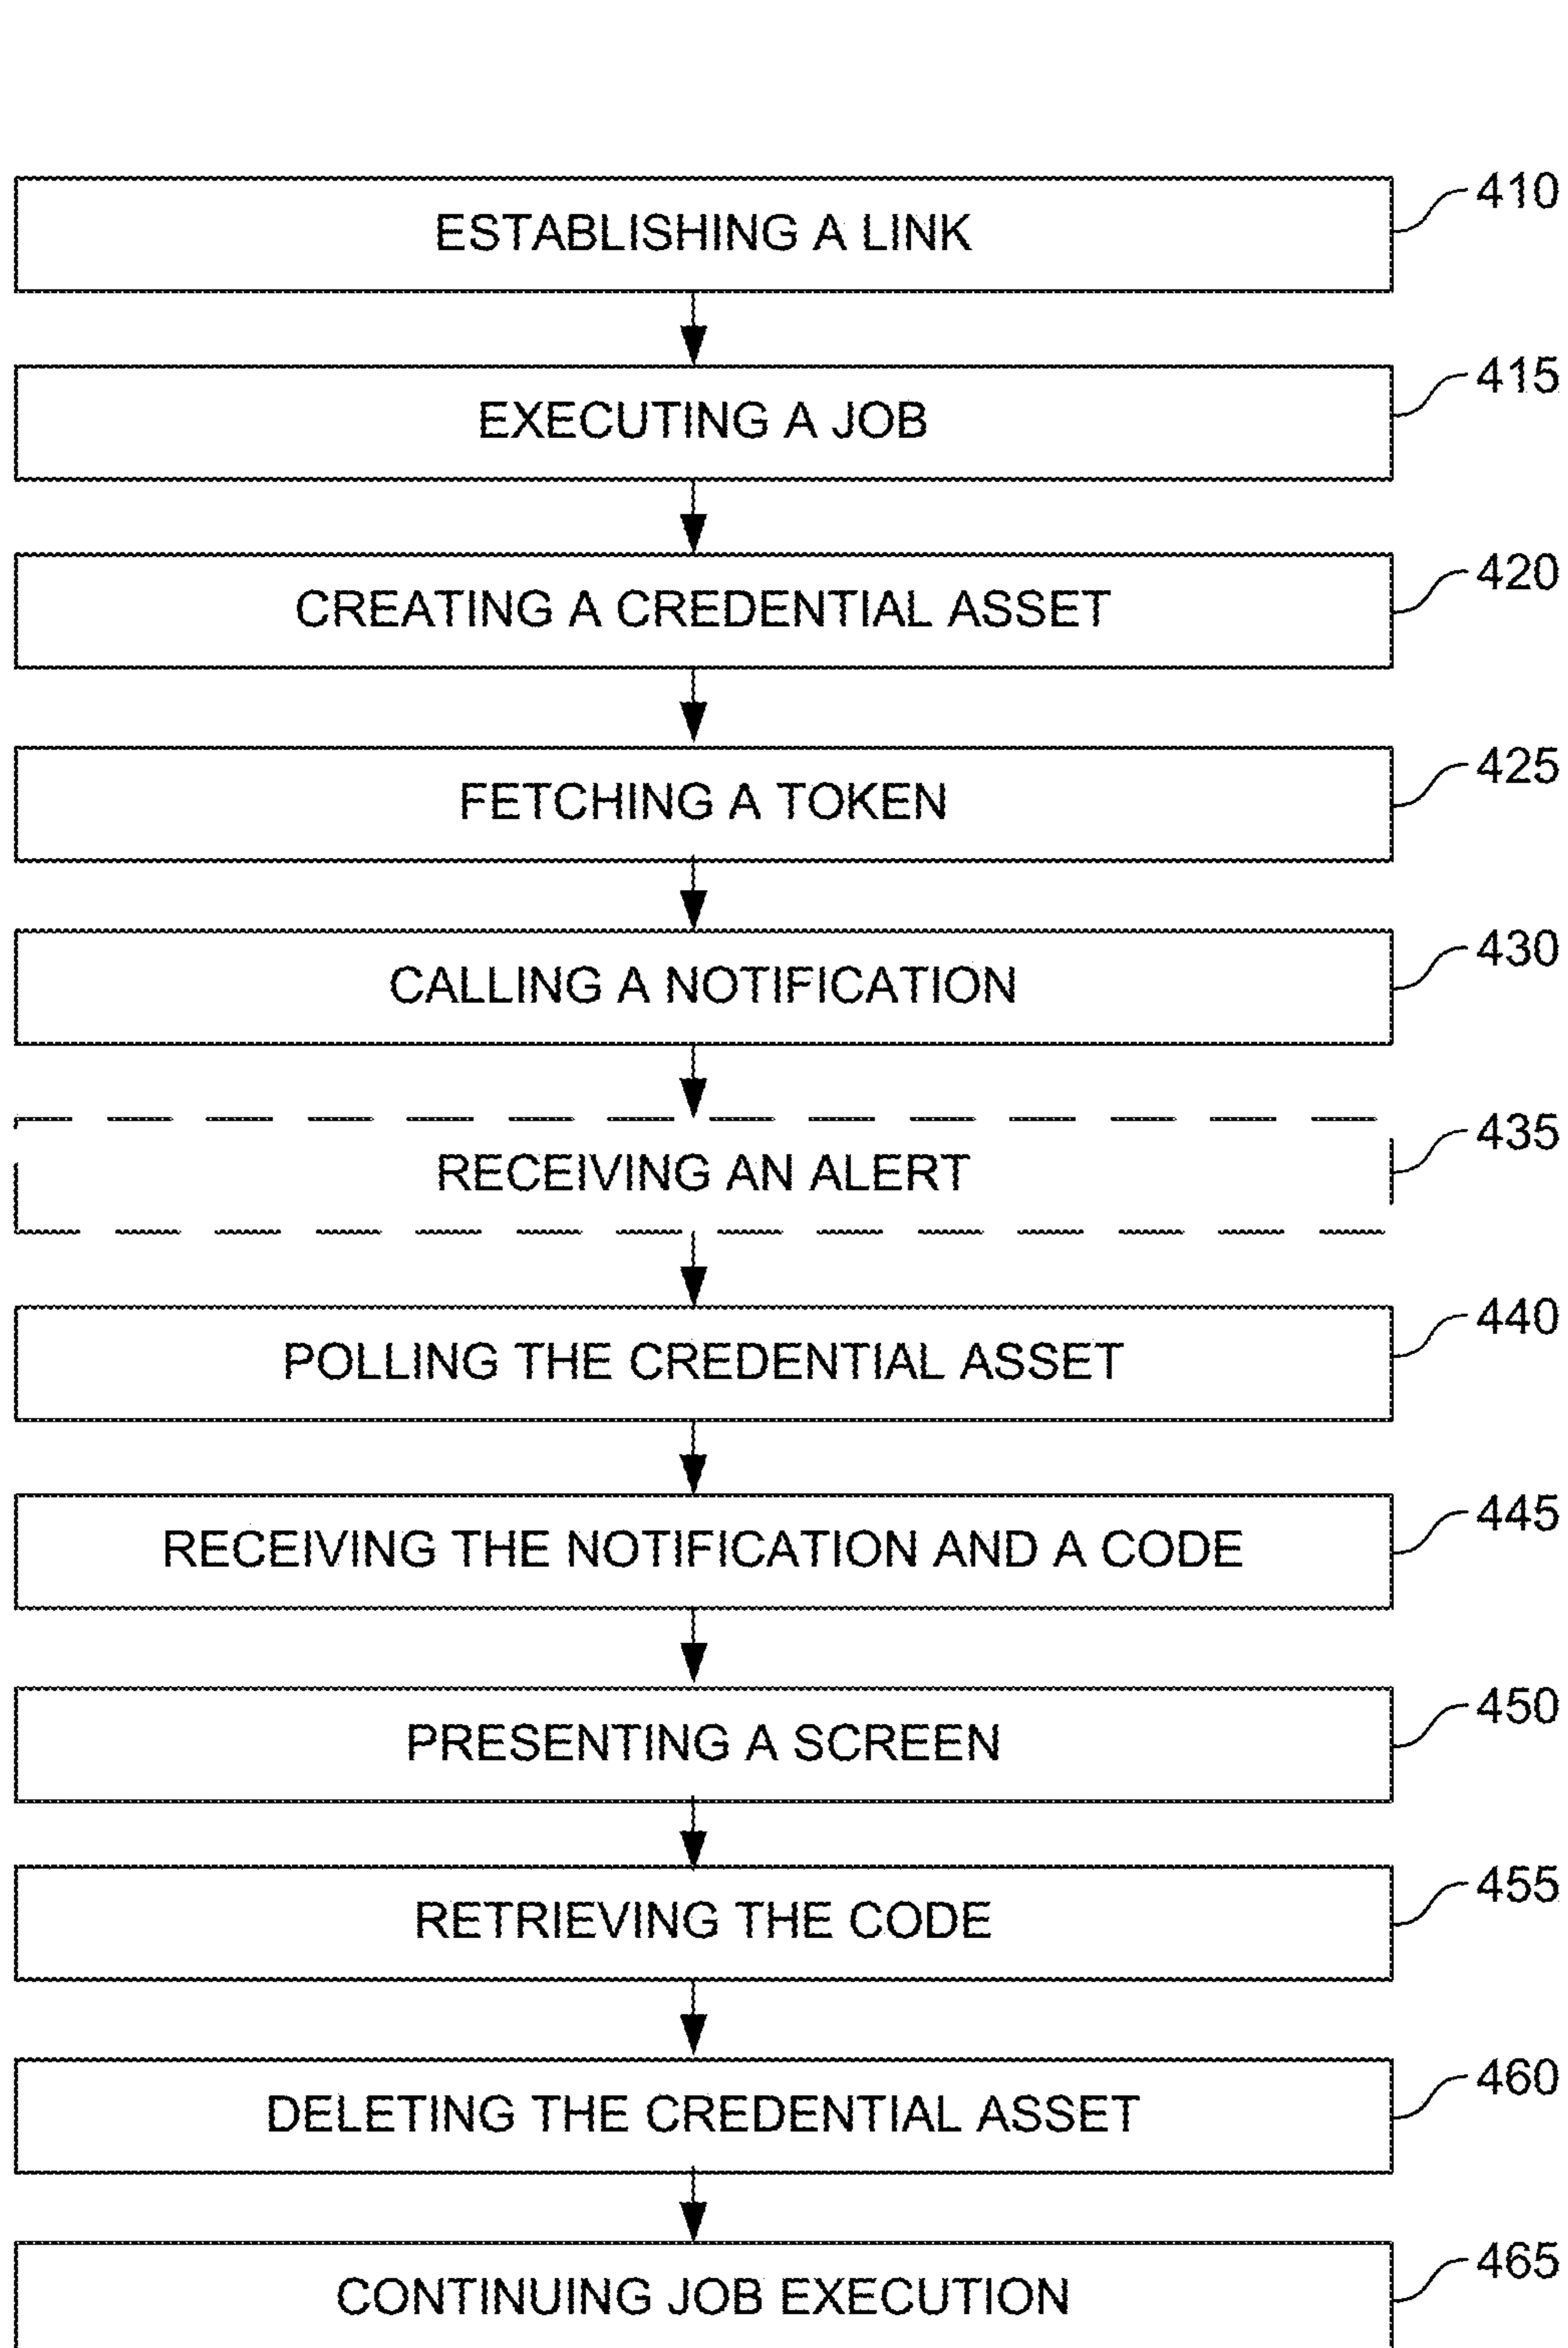 410
ESTABLISHING A LINK
415
EXECUTING A JOB
420
CREATING A CREDENTIAL ASSET
425
FETCHING A TOKEN
430
CALLING A NOTIFICATION
435
RECEIVING AN ALERT
440
POLLING THE CREDENTIAL ASSET
445
RECEIVING THE NOTIFICATION AND A CODE
450
PRESENTING A SCREEN
455
RETRIEVING THE CODE
460
DELETING THE CREDENTIAL ASSET
465
CONTINUING JOB EXECUTION